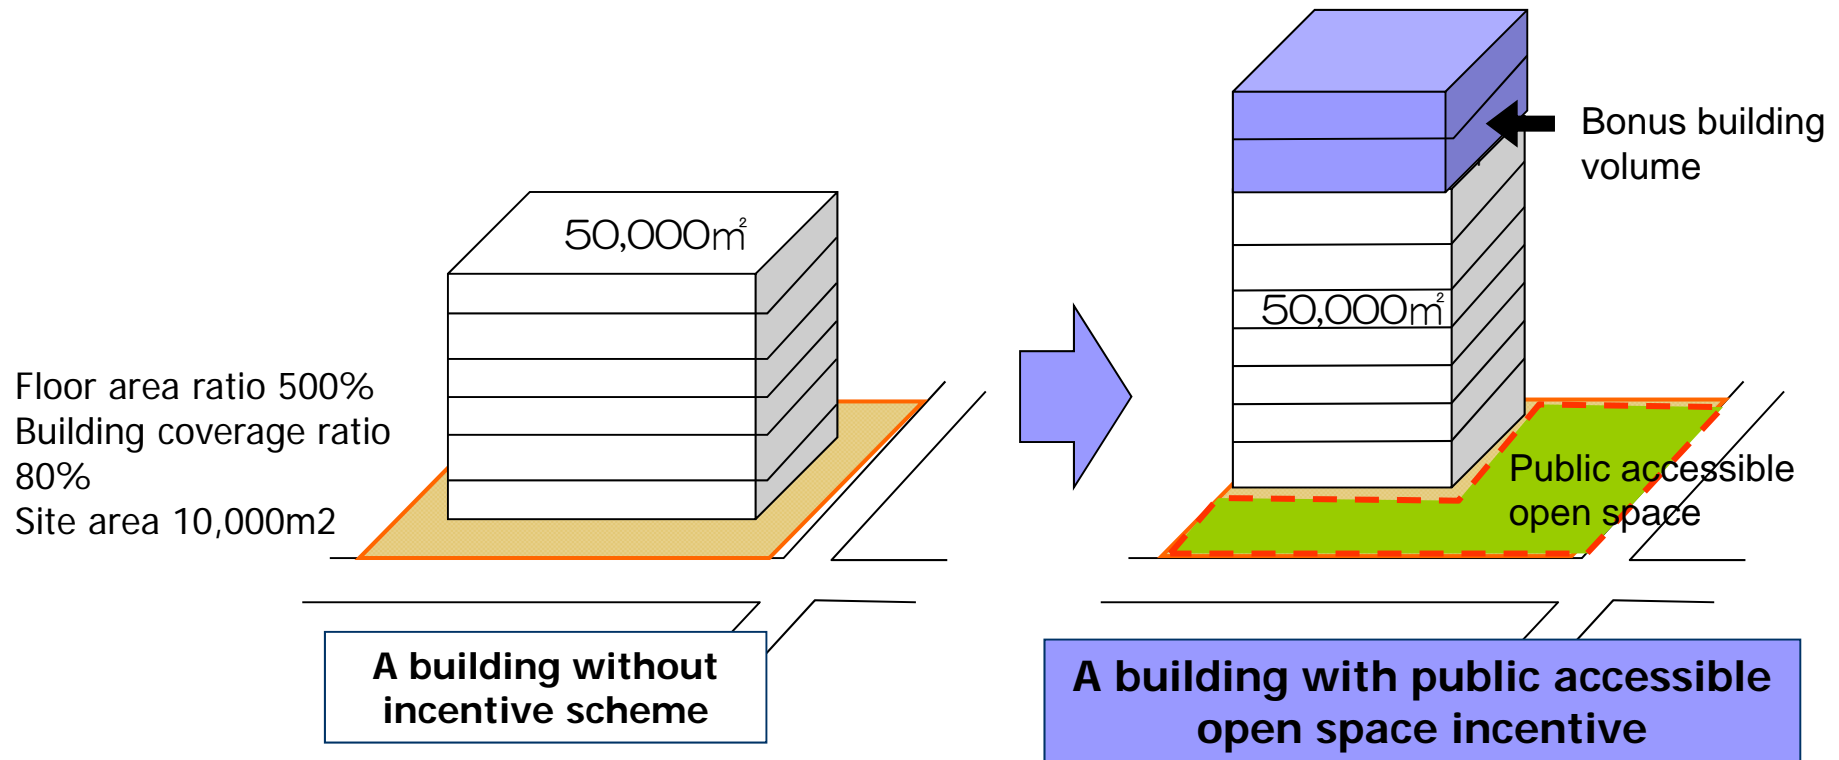 Floor area ratio 500%
Building coverage ratio
80%
Site area 10,000m2
50,000㎡
A building without
incentive scheme
Bonus building
volume
50,000㎡
Public accessible
open space
A building with public accessible
open space incentive